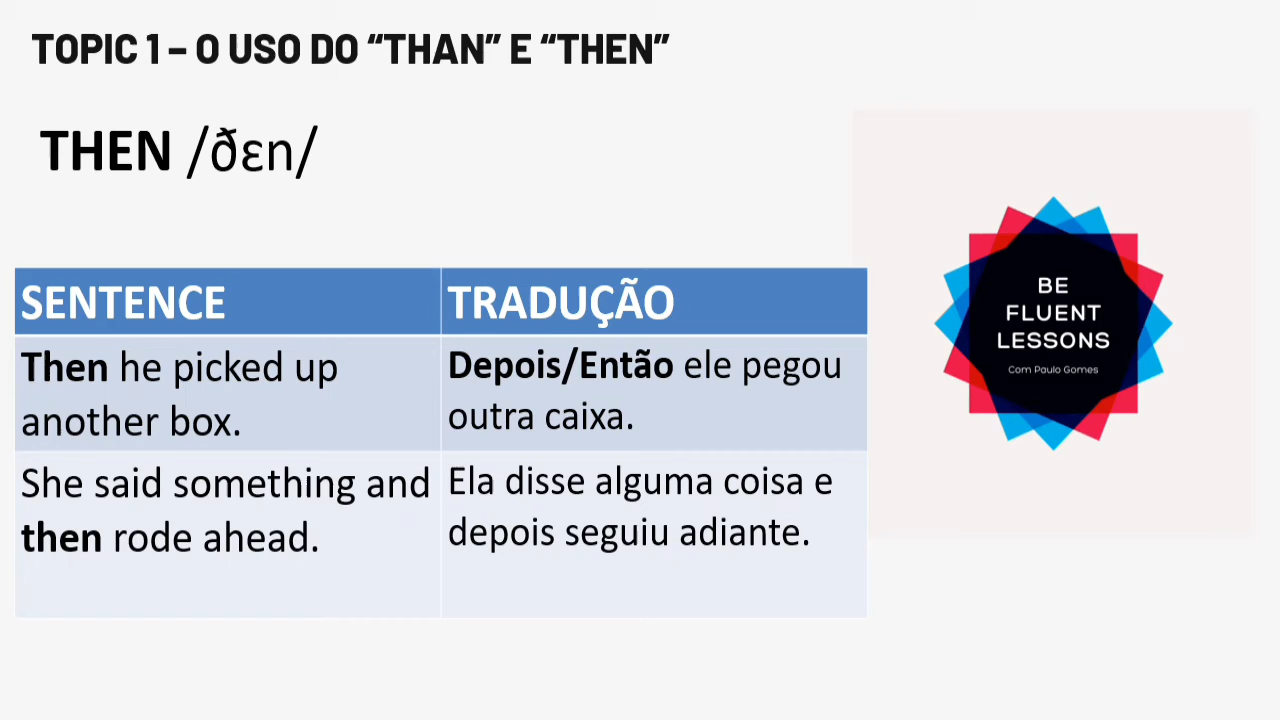 TOPIC 1 – O USO DO “THAN” E “THEN”
THEN /ðɛn/
SENTENCE
TRADUÇÃO
Then he picked up
another box.
Depois/Então ele pegou
outra caixa.
She said something and
then rode ahead.
Ela disse alguma coisa e
depois seguiu adiante.
BE
FLUENT
LESSONS
Com Paulo Gomes